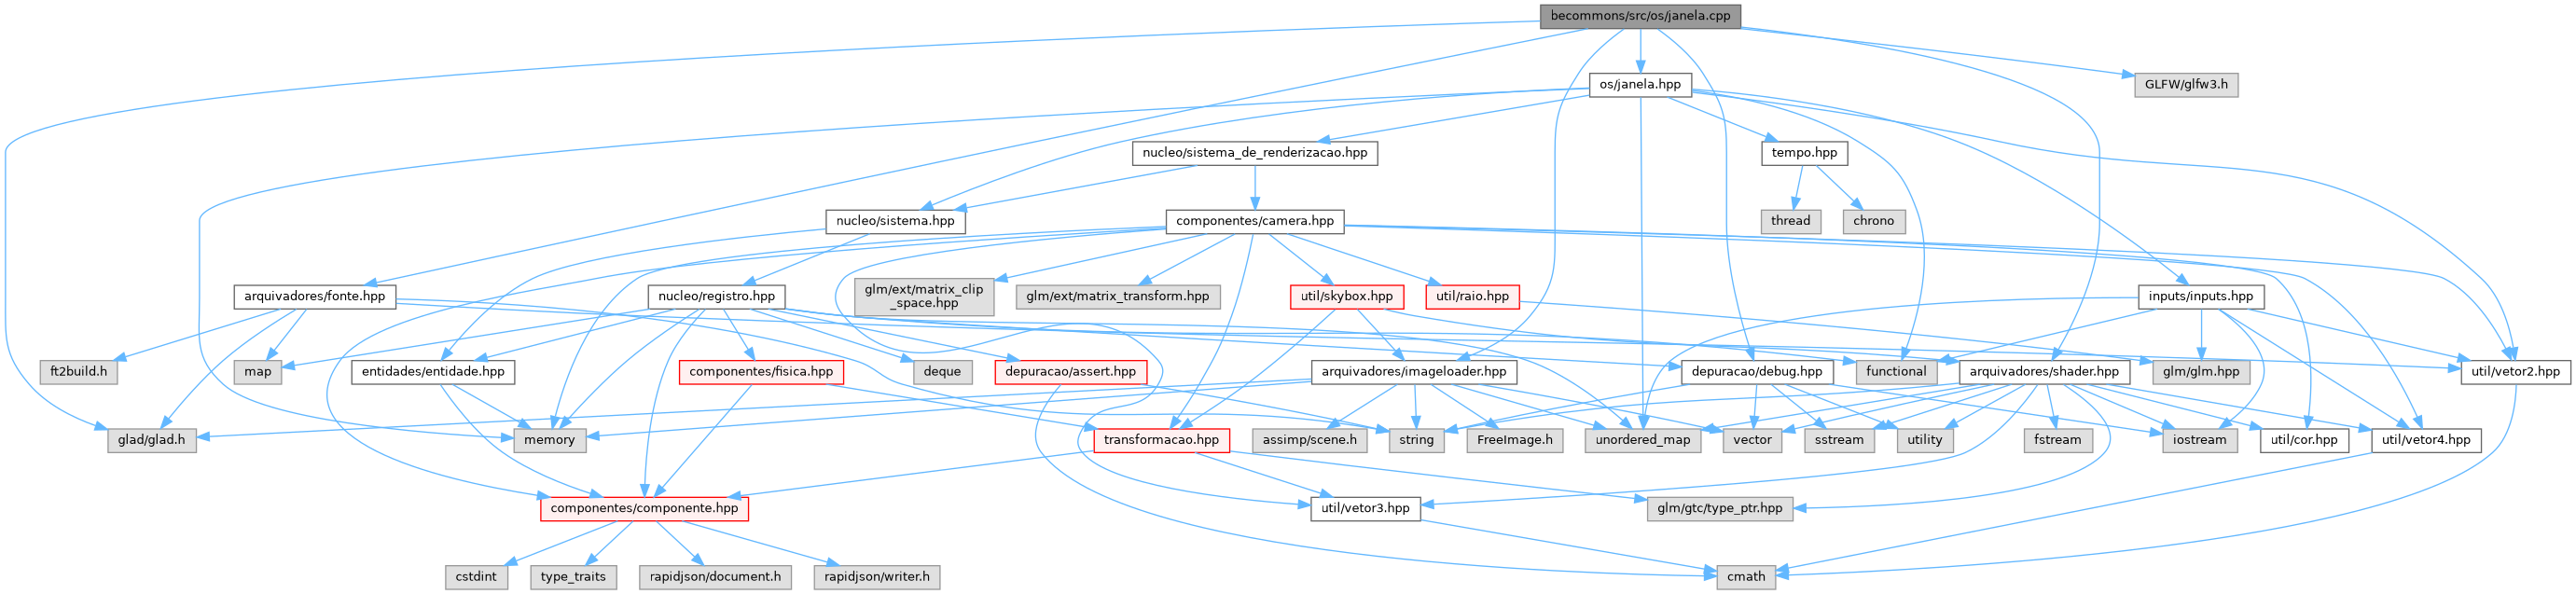 becommons/src/os/janela.cpp
os/janela.hpp
GLFW/glfw3.h
nucleo/sistema_de_renderizacao.hpp
tempo.hpp
nucleo/sistema.hpp
componentes/camera.hpp
thread
chrono
arquivadores/fonte.hpp
nucleo/registro.hpp
glm/ext/matrix_clip
_space.hpp
glm/ext/matrix_transform.hpp
util/skybox.hpp
util/raio.hpp
inputs/inputs.hpp
ft2build.h
map
entidades/entidade.hpp
componentes/fisica.hpp
deque
depuracao/assert.hpp
arquivadores/imageloader.hpp
depuracao/debug.hpp
functional
arquivadores/shader.hpp
glm/glm.hpp
util/vetor2.hpp
glad/glad.h
memory
transformacao.hpp
assimp/scene.h
string
FreeImage.h
unordered_map
vector
sstream
utility
fstream
iostream
util/cor.hpp
util/vetor4.hpp
componentes/componente.hpp
util/vetor3.hpp
glm/gtc/type_ptr.hpp
cstdint
type_traits
rapidjson/document.h
rapidjson/writer.h
cmath